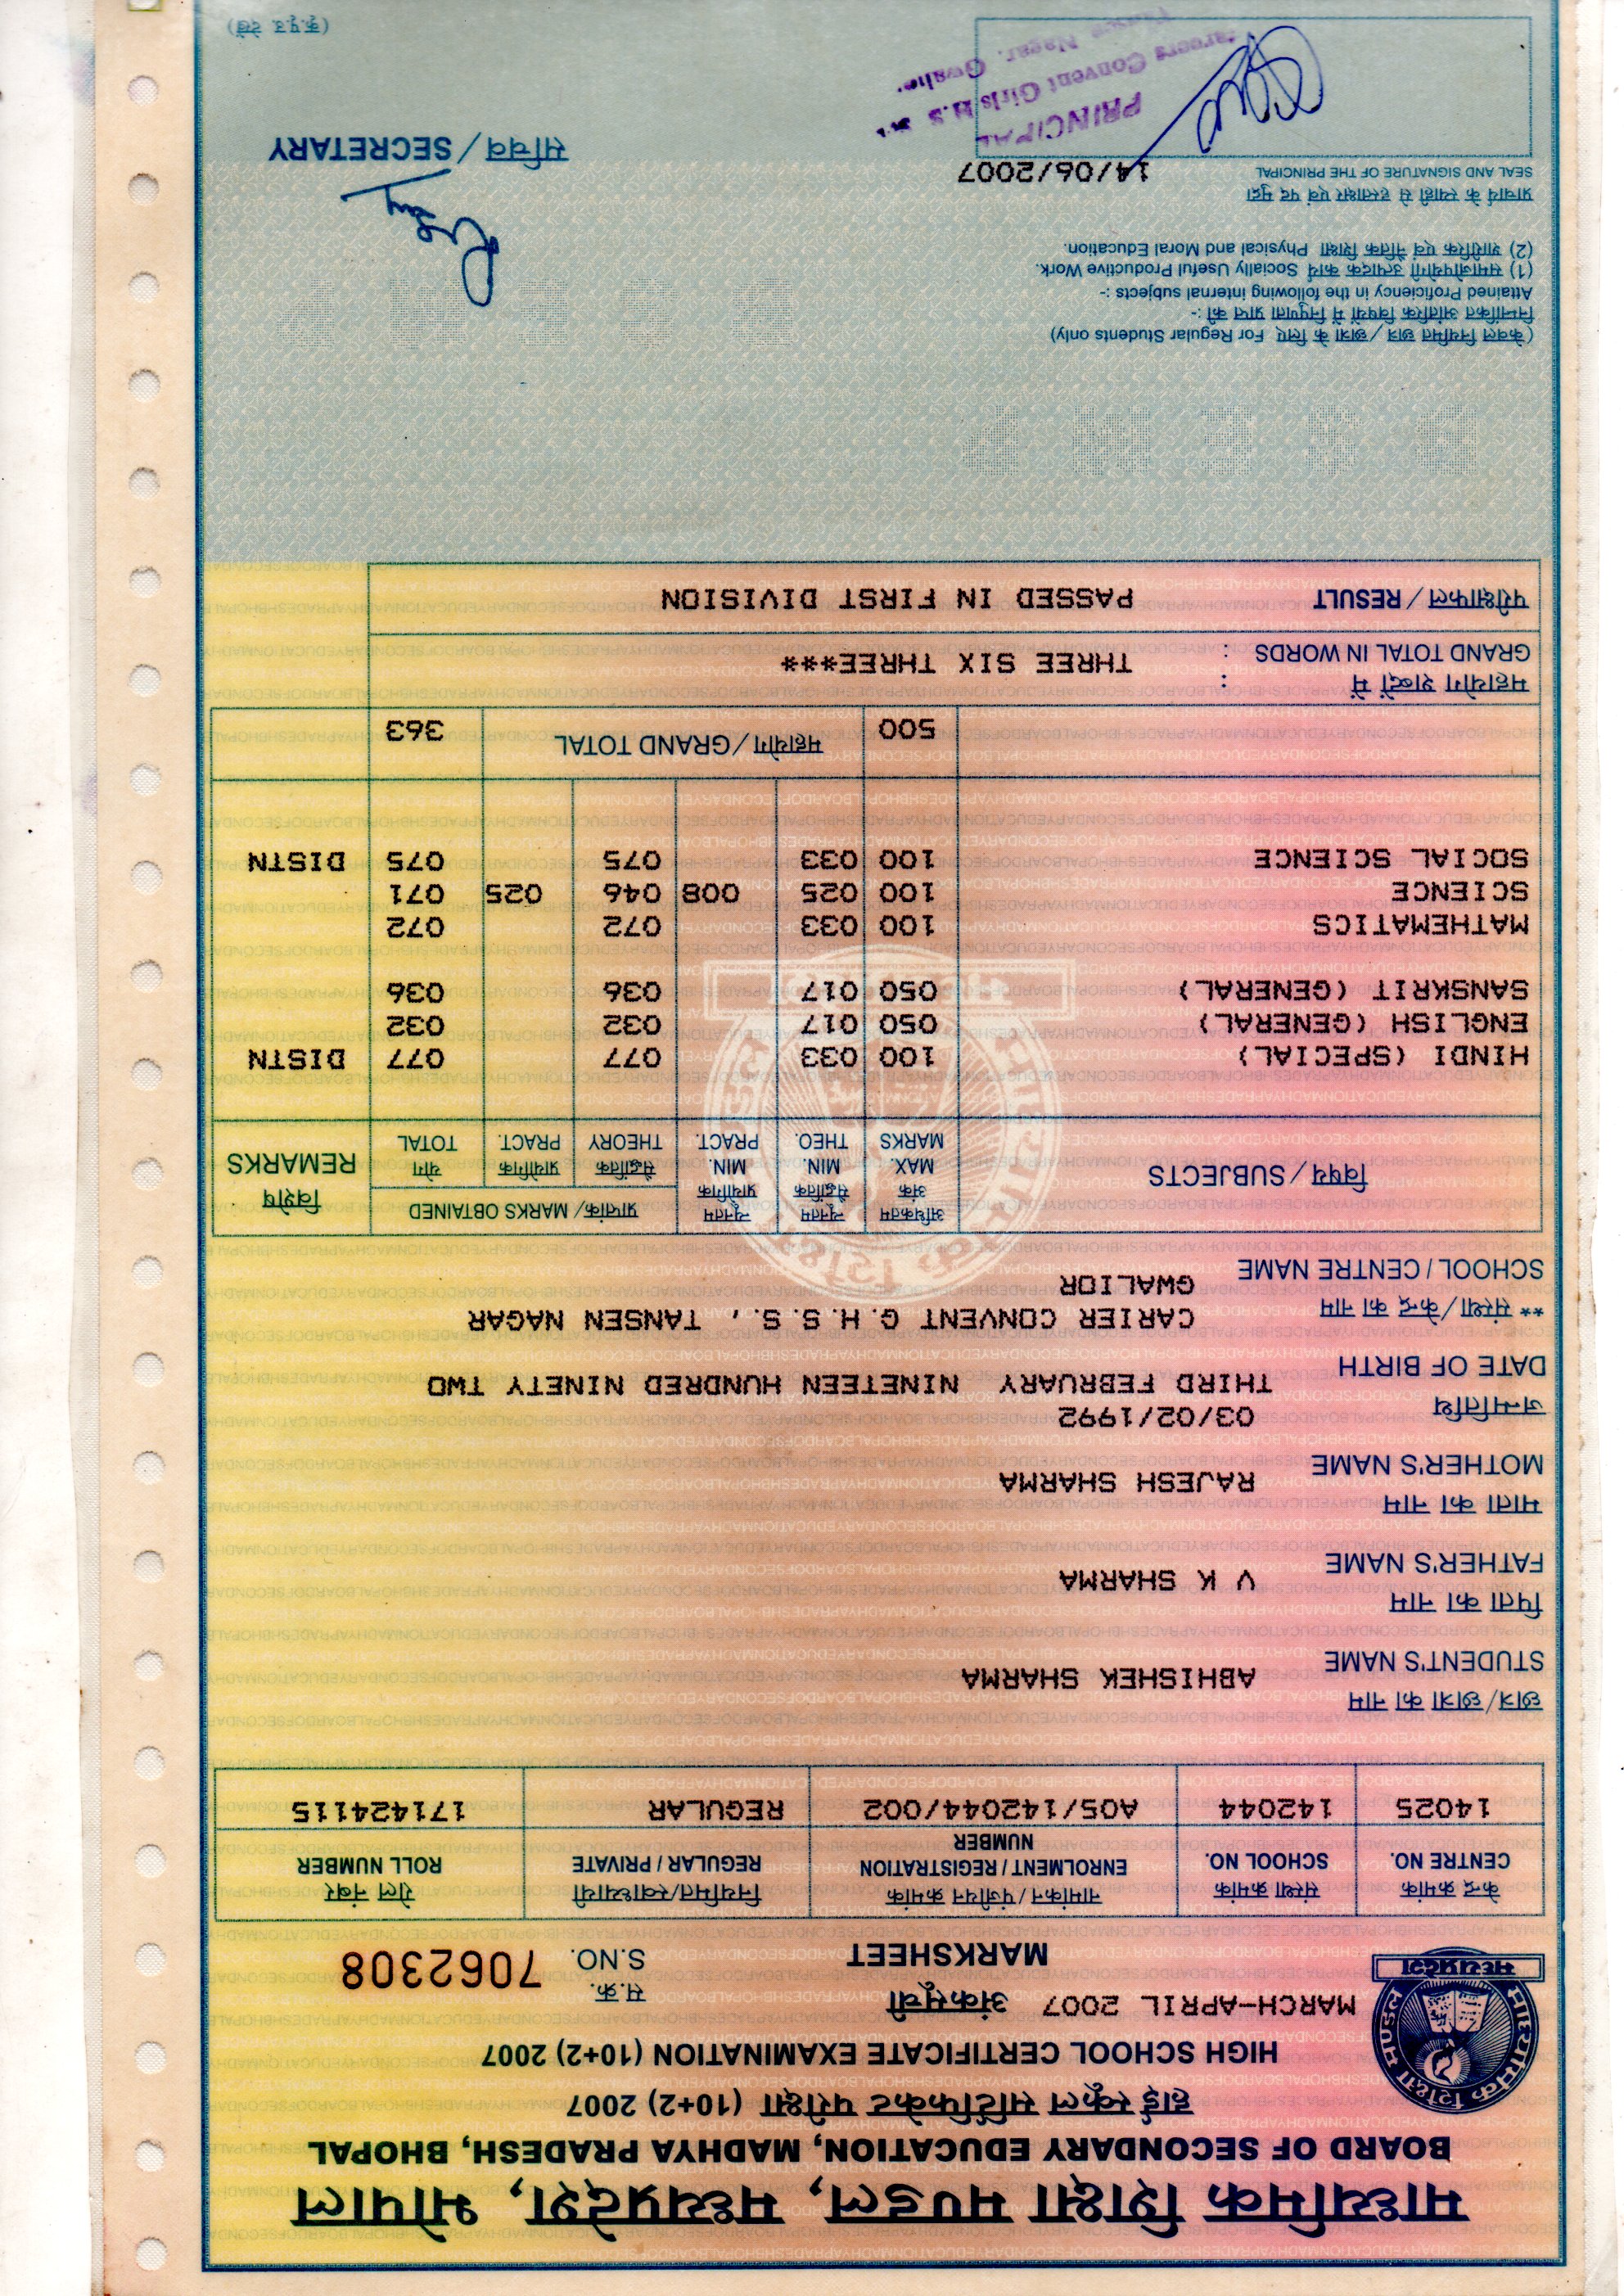 माध्यमिक शिक्षा मण्डल, मध्यप्रदेश, भोपाल
BOARD OF SECONDARY EDUCATION, MADHYA PRADESH, BHOPAL
हाई स्कूल सर्टिफिकेट परीक्षा (10+2) 2007
HIGH SCHOOL CERTIFICATE EXAMINATION (10+2) 2007
माध्यमिक शिक्षा मण्डल
मध्यप्रदेश
MARCH-APRIL 2007 अंकसूची
MARKSHEET
स.क्र.
S.NO. 7062308
केन्द्र क्रमांक संस्था क्रमांक नामांकन/पंजीयन क्रमांक नियमित/स्वाध्यायी रोल नंबर
CENTRE NO. SCHOOL NO. ENROLMENT / REGISTRATION NUMBER REGULAR / PRIVATE ROLL NUMBER
14025 142044 A05/142044/002 REGULAR 171424115
छात्र/छात्रा का नाम
STUDENT'S NAME ABHISHEK SHARMA
पिता का नाम
FATHER'S NAME V K SHARMA
माता का नाम
MOTHER'S NAME RAJESH SHARMA
जन्मतिथि 03/02/1992
DATE OF BIRTH THIRD FEBRUARY NINETEEN HUNDRED NINETY TWO
** संस्था/केन्द्र का नाम CARIER CONVENT G.H.S.S., TANSEN NAGAR
SCHOOL / CENTRE NAME GWALIOR
विषय/SUBJECTS
अधिकतम अंक MAX. MARKS
न्यूनतम सैद्धांतिक MIN. THEO.
न्यूनतम प्रायोगिक MIN. PRACT.
प्राप्तांक/ MARKS OBTAINED
सैद्धांतिक THEORY
प्रायोगिक PRACT.
योग TOTAL
विशेष REMARKS
HINDI (SPECIAL) 100 033 077 077 DISTN
ENGLISH (GENERAL) 050 017 032 032
SANSKRIT (GENERAL) 050 017 036 036
MATHEMATICS 100 033 072 072
SCIENCE 100 025 008 046 025 071
SOCIAL SCIENCE 100 033 075 075 DISTN
500 महायोग/GRAND TOTAL 363
महायोग शब्दों में :
GRAND TOTAL IN WORDS : THREE SIX THREE***
परीक्षाफल / RESULT PASSED IN FIRST DIVISION
(केवल नियमित छात्र/छात्रा के लिए For Regular Students only)
निम्नांकित आंतरिक विषयों में निपुणता प्राप्त की :-
Attained Proficiency in the following internal subjects :-
(1) समाजोपयोगी उत्पादक कार्य Socially Useful Productive Work.
(2) शारीरिक एवं नैतिक शिक्षा Physical and Moral Education.
प्राचार्य के स्याही से हस्ताक्षर एवं पद मुद्रा
SEAL AND SIGNATURE OF THE PRINCIPAL
14/06/2007
सचिव/SECRETARY
PRINCIPAL
Convent Girls H.S
Nagar,
(कृ.पृ.उ. देखें)